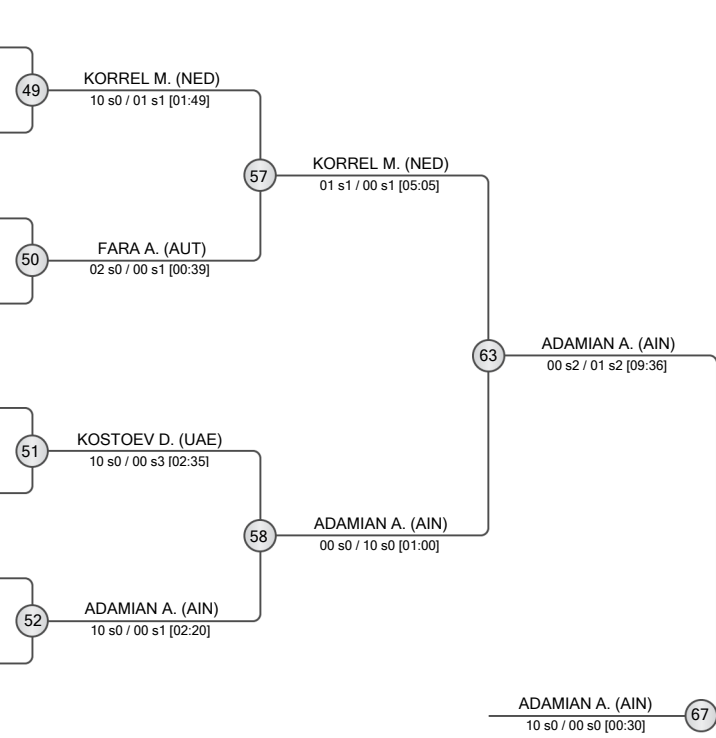 49
KORREL M. (NED)
10 s0 / 01 s1 [01:49]
57
KORREL M. (NED)
01 s1 / 00 s1 [05:05]
50
FARA A. (AUT)
02 s0 / 00 s1 [00:39]
63
ADAMIAN A. (AIN)
00 s2 / 01 s2 [09:36]
51
KOSTOEV D. (UAE)
10 s0 / 00 s3 [02:35]
58
ADAMIAN A. (AIN)
00 s0 / 10 s0 [01:00]
52
ADAMIAN A. (AIN)
10 s0 / 00 s1 [02:20]
ADAMIAN A. (AIN)
10 s0 / 00 s0 [00:30]
67